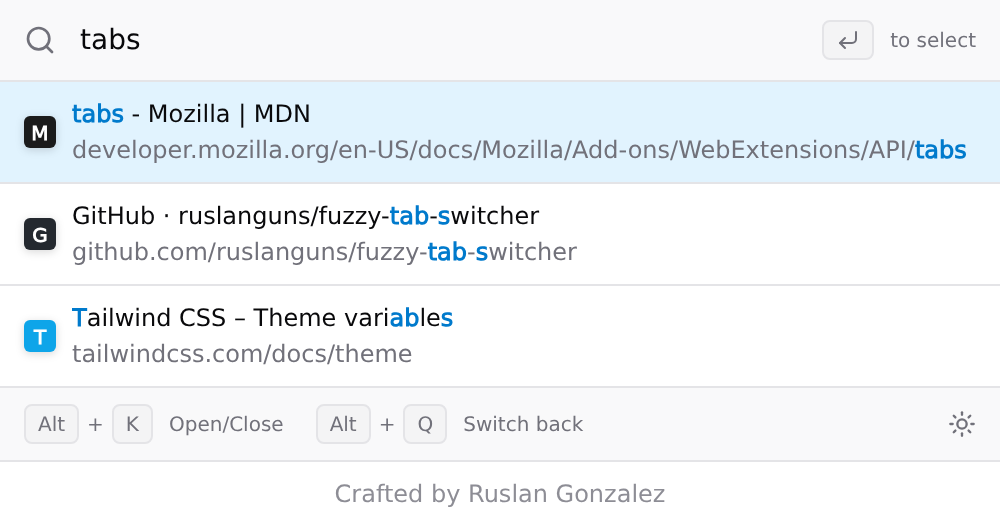 tabs to select
M tabs - Mozilla | MDN
developer.mozilla.org/en-US/docs/Mozilla/Add-ons/WebExtensions/API/tabs
G GitHub · ruslanguns/fuzzy-tab-switcher
github.com/ruslanguns/fuzzy-tab-switcher
T Tailwind CSS – Theme variables
tailwindcss.com/docs/theme
Alt + K Open/Close Alt + Q Switch back
Crafted by Ruslan Gonzalez